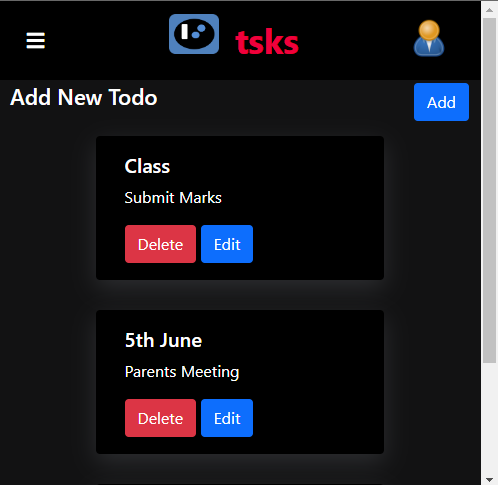 tsks
Add New Todo
Add
Class
Submit Marks
Delete Edit
5th June
Parents Meeting
Delete Edit